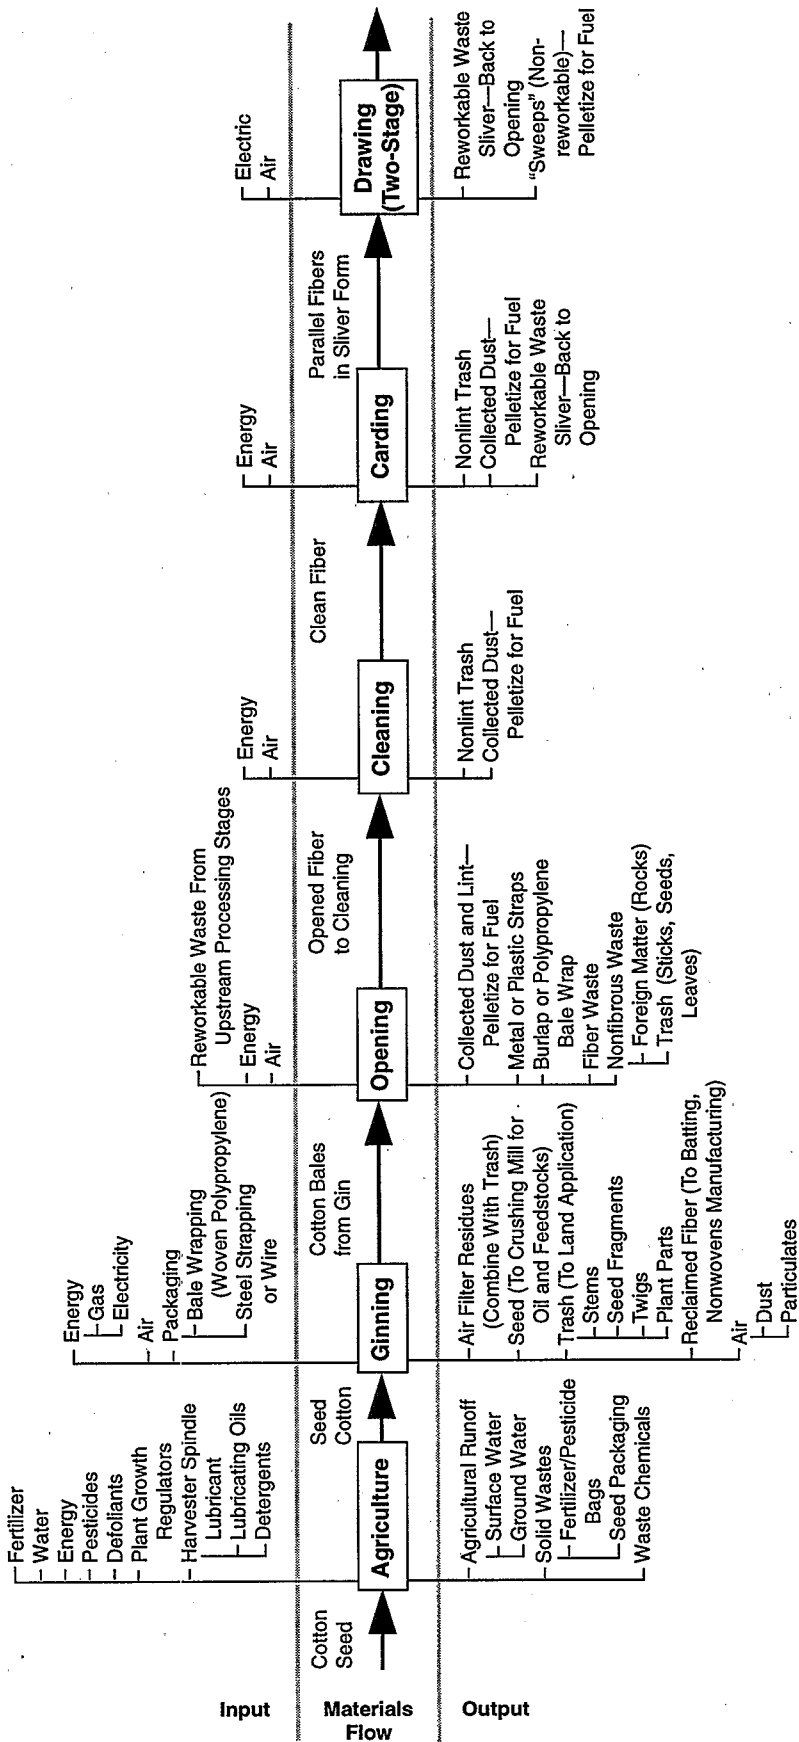 Fertilizer
Water
Energy
Pesticides
Defoliants
Plant Growth
Regulators
Harvester Spindle
Lubricant
Lubricating Oils
Detergents
Energy
Gas
Electricity
Air
Packaging
Bale Wrapping
(Woven Polypropylene)
Steel Strapping
or Wire
Reworkable Waste From
Upstream Processing Stages
Energy
Air
Energy
Air
Energy
Air
Electric
Air
Input
Cotton
Seed
Agriculture
Seed
Cotton
Ginning
Cotton Bales
from Gin
Opening
Opened Fiber
to Cleaning
Cleaning
Clean Fiber
Carding
Parallel Fibers
in Sliver Form
Drawing
(Two-Stage)
Materials
Flow
Output
Agricultural Runoff
Surface Water
Ground Water
Solid Wastes
Fertilizer/Pesticide
Bags
Seed Packaging
Waste Chemicals
Air Filter Residues
(Combine With Trash)
Seed (To Crushing Mill for
Oil and Feedstocks)
Trash (To Land Application)
Stems
Seed Fragments
Twigs
Plant Parts
Reclaimed Fiber (To Batting,
Nonwovens Manufacturing)
Air
Dust
Particulates
Collected Dust and Lint—
Pelletize for Fuel
Metal or Plastic Straps
Burlap or Polypropylene
Bale Wrap
Fiber Waste
Nonfibrous Waste
Foreign Matter (Rocks)
Trash (Sticks, Seeds,
Leaves)
Nonlint Trash
Collected Dust—
Pelletize for Fuel
Nonlint Trash
Collected Dust—
Pelletize for Fuel
Reworkable Waste
Sliver—Back to
Opening
Reworkable Waste
Sliver—Back to
Opening
"Sweeps" (Non-
reworkable)—
Pelletize for Fuel